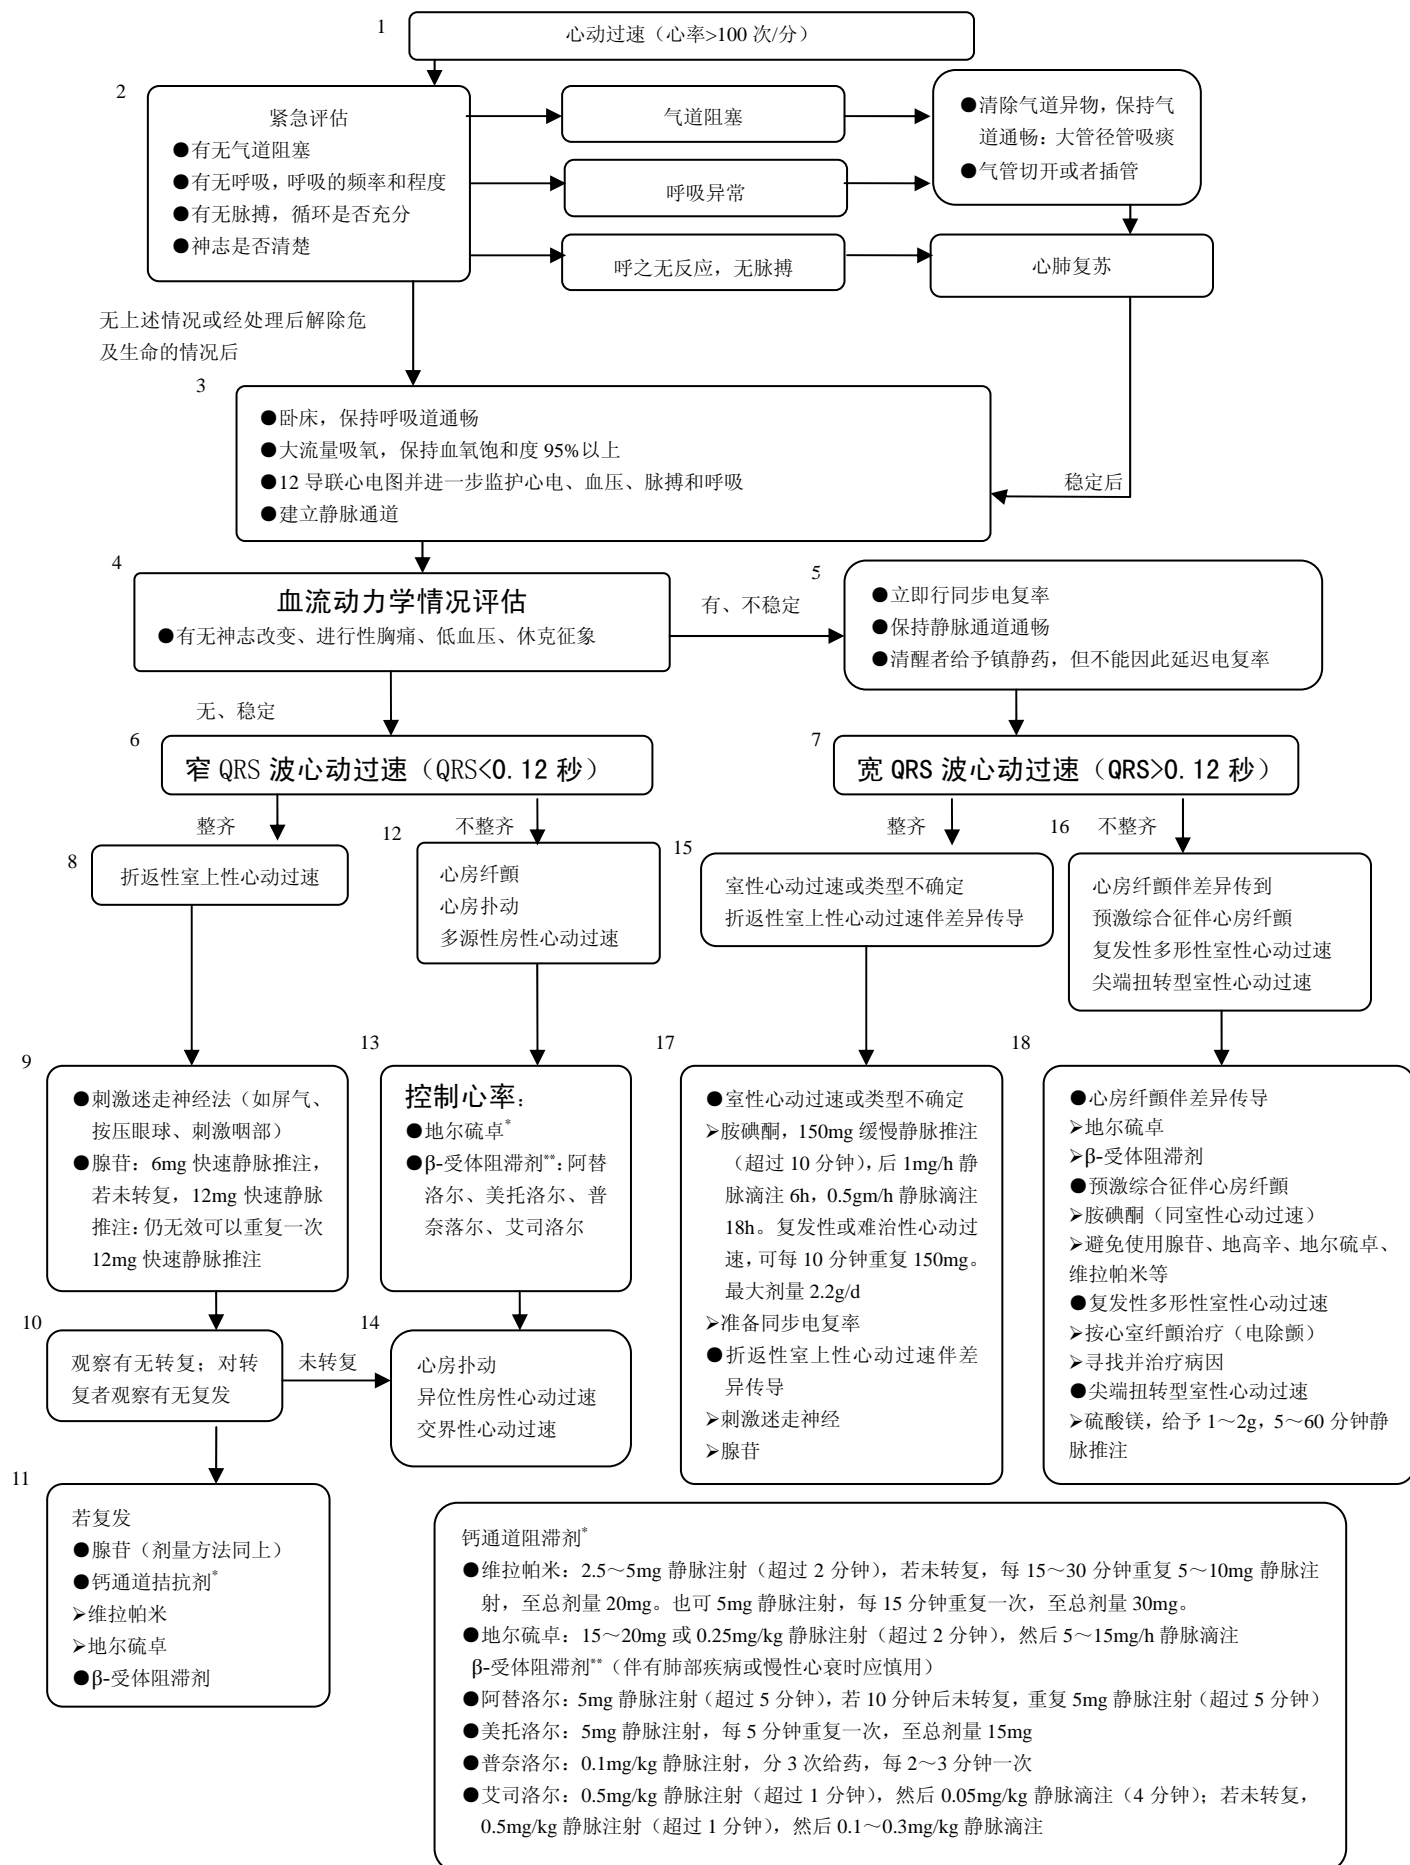 1
心动过速（心率>100 次/分）
2
紧急评估
●有无气道阻塞
●有无呼吸，呼吸的频率和程度
●有无脉搏，循环是否充分
●神志是否清楚
气道阻塞
呼吸异常
呼之无反应，无脉搏
●清除气道异物，保持气
道通畅：大管径管吸痰
●气管切开或者插管
心肺复苏
无上述情况或经处理后解除危
及生命的情况后
稳定后
3
●卧床，保持呼吸道通畅
●大流量吸氧，保持血氧饱和度 95%以上
●12 导联心电图并进一步监护心电、血压、脉搏和呼吸
●建立静脉通道
4
血流动力学情况评估
●有无神志改变、进行性胸痛、低血压、休克征象
有、不稳定
5
●立即行同步电复率
●保持静脉通道通畅
●清醒者给予镇静药，但不能因此延迟电复率
无、稳定
6
窄 QRS 波心动过速（QRS<0.12 秒）
7
宽 QRS 波心动过速（QRS>0.12 秒）
整齐
不整齐
整齐
不整齐
8
折返性室上性心动过速
12
心房纤颤
心房扑动
多源性房性心动过速
15
室性心动过速或类型不确定
折返性室上性心动过速伴差异传导
16
心房纤颤伴差异传到
预激综合征伴心房纤颤
复发性多形性室性心动过速
尖端扭转型室性心动过速
9
●刺激迷走神经法（如屏气、
按压眼球、刺激咽部）
●腺苷：6mg 快速静脉推注，
若未转复，12mg 快速静脉
推注：仍无效可以重复一次
12mg 快速静脉推注
13
控制心率：
●地尔硫卓*
●β-受体阻滞剂**：阿替
洛尔、美托洛尔、普
奈落尔、艾司洛尔
17
●室性心动过速或类型不确定
➢胺碘酮，150mg 缓慢静脉推注
（超过 10 分钟），后 1mg/h 静
脉滴注 6h，0.5gm/h 静脉滴注
18h。复发性或难治性心动过
速，可每 10 分钟重复 150mg。
最大剂量 2.2g/d
➢准备同步电复率
●折返性室上性心动过速伴差
异传导
➢刺激迷走神经
➢腺苷
18
●心房纤颤伴差异传导
➢地尔硫卓
➢β-受体阻滞剂
●预激综合征伴心房纤颤
➢胺碘酮（同室性心动过速）
➢避免使用腺苷、地高辛、地尔硫卓、
维拉帕米等
●复发性多形性室性心动过速
➢按心室纤颤治疗（电除颤）
➢寻找并治疗病因
●尖端扭转型室性心动过速
➢硫酸镁，给予 1～2g，5～60 分钟静
脉推注
10
观察有无转复；对转
复者观察有无复发
未转复
14
心房扑动
异位性房性心动过速
交界性心动过速
11
若复发
●腺苷（剂量方法同上）
●钙通道拮抗剂*
➢维拉帕米
➢地尔硫卓
●β-受体阻滞剂
钙通道阻滞剂*
●维拉帕米：2.5～5mg 静脉注射（超过 2 分钟），若未转复，每 15～30 分钟重复 5～10mg 静脉注
射，至总剂量 20mg。也可 5mg 静脉注射，每 15 分钟重复一次，至总剂量 30mg。
●地尔硫卓：15～20mg 或 0.25mg/kg 静脉注射（超过 2 分钟），然后 5～15mg/h 静脉滴注
β-受体阻滞剂**（伴有肺部疾病或慢性心衰时应慎用）
●阿替洛尔：5mg 静脉注射（超过 5 分钟），若 10 分钟后未转复，重复 5mg 静脉注射（超过 5 分钟）
●美托洛尔：5mg 静脉注射，每 5 分钟重复一次，至总剂量 15mg
●普奈洛尔：0.1mg/kg 静脉注射，分 3 次给药，每 2～3 分钟一次
●艾司洛尔：0.5mg/kg 静脉注射（超过 1 分钟），然后 0.05mg/kg 静脉滴注（4 分钟）；若未转复，
0.5mg/kg 静脉注射（超过 1 分钟），然后 0.1～0.3mg/kg 静脉滴注